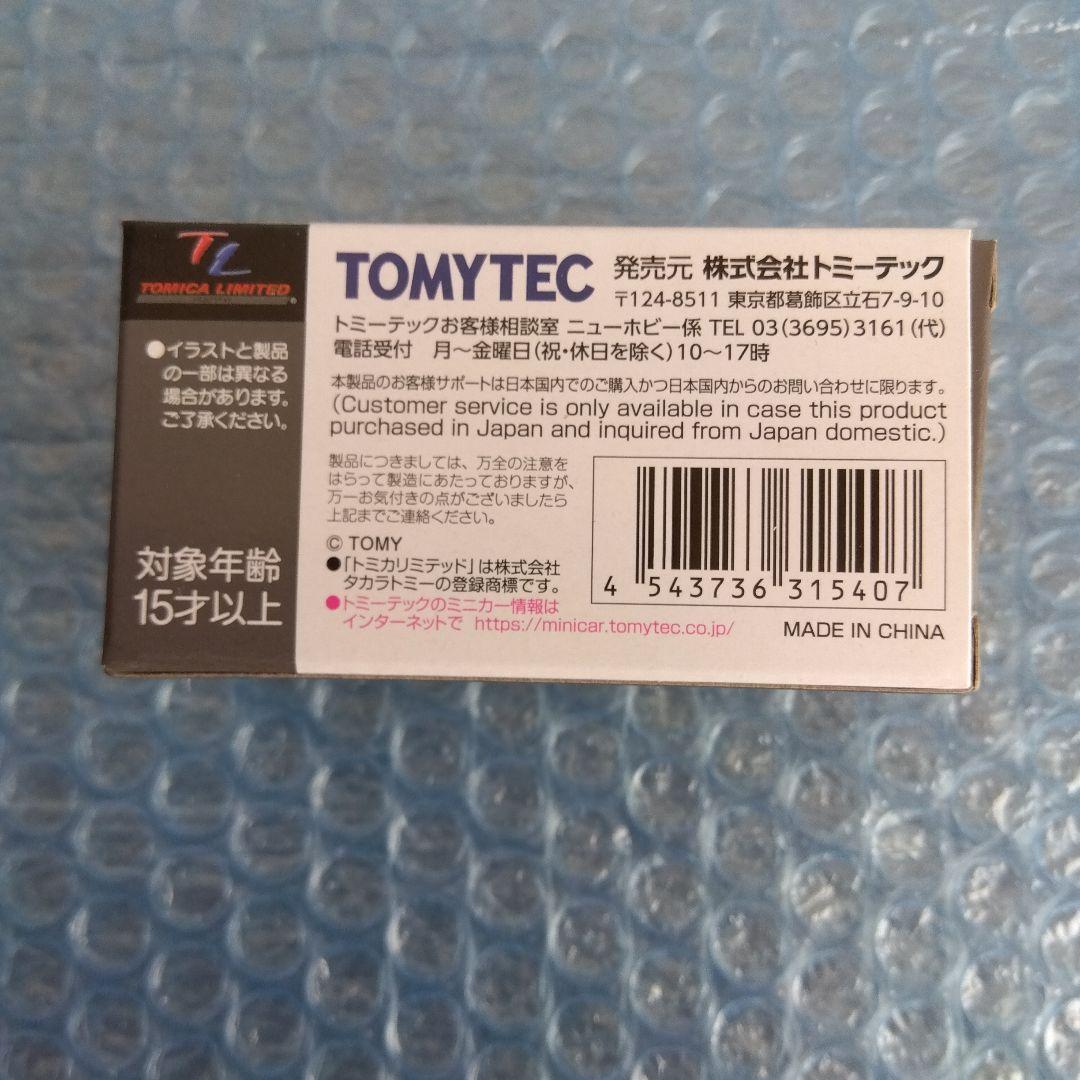 TL
TOMICA LIMITED
●イラストと製品
の一部は異なる
場合があります。
ご了承ください。
対象年齢
15才以上
TOMYTEC 発売元 株式会社トミーテック
〒124-8511 東京都葛飾区立石7-9-10
トミーテックお客様相談室 ニューホビー係 TEL 03(3695)3161(代)
電話受付 月～金曜日(祝・休日を除く)10～17時
本製品のお客様サポートは日本国内でのご購入かつ日本国内からのお問い合わせに限ります。
(Customer service is only available in case this product
purchased in Japan and inquired from Japan domestic.)
製品につきましては、万全の注意を
はらって製造にあたっておりますが、
万一お気付きの点がございましたら
上記までご連絡ください。
© TOMY
●「トミカリミテッド」は株式会社
タカラトミーの登録商標です。
●トミーテックのミニカー情報は
インターネットで https://minicar.tomytec.co.jp/
4 543736 315407
MADE IN CHINA